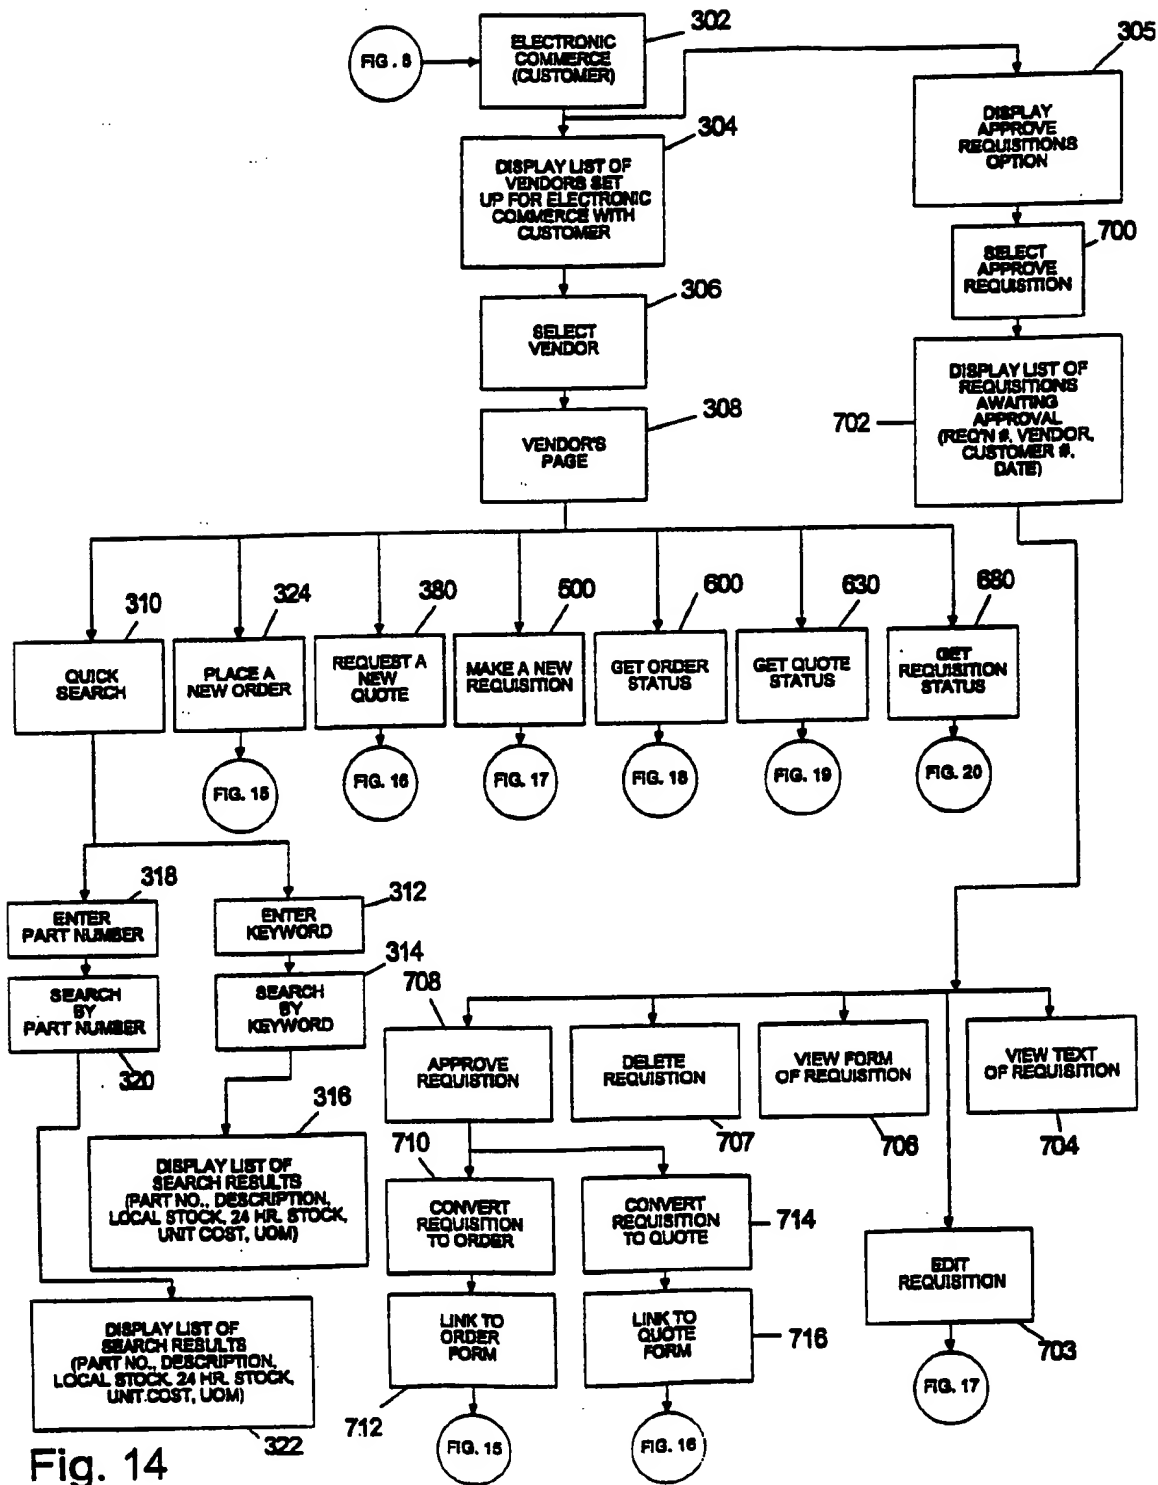 302
305
FIG. 8
ELECTRONIC
COMMERCE
(CUSTOMER)
304
DISPLAY
APPROVE
REQUISITIONS
OPTION
DISPLAY LIST OF
VENDORS SET
UP FOR ELECTRONIC
COMMERCE WITH
CUSTOMER
700
SELECT
APPROVE
REQUISITION
306
SELECT
VENDOR
308
VENDOR'S
PAGE
702
DISPLAY LIST OF
REQUISITIONS
AWAITING
APPROVAL
(REQ'N #, VENDOR,
CUSTOMER #,
DATE)
310
324
380
500
600
630
680
QUICK
SEARCH
PLACE A
NEW ORDER
REQUEST A
NEW
QUOTE
MAKE A NEW
REQUISITION
GET ORDER
STATUS
GET QUOTE
STATUS
GET
REQUISITION
STATUS
FIG. 15
FIG. 16
FIG. 17
FIG. 18
FIG. 19
FIG. 20
318
312
ENTER
PART NUMBER
ENTER
KEYWORD
314
SEARCH
BY
PART NUMBER
SEARCH
BY
KEYWORD
320
708
APPROVE
REQUISTION
DELETE
REQUISTION
VIEW FORM
OF REQUISITION
VIEW TEXT
OF REQUISITION
707
706
704
316
DISPLAY LIST OF
SEARCH RESULTS
(PART NO., DESCRIPTION,
LOCAL STOCK, 24 HR. STOCK,
UNIT COST, UOM)
710
CONVERT
REQUISITION
TO ORDER
CONVERT
REQUISITION
TO QUOTE
714
EDIT
REQUISITION
703
DISPLAY LIST OF
SEARCH RESULTS
(PART NO., DESCRIPTION,
LOCAL STOCK, 24 HR. STOCK,
UNIT COST, UOM)
322
LINK TO
ORDER
FORM
LINK TO
QUOTE
FORM
716
712
FIG. 15
FIG. 16
FIG. 17
Fig. 14